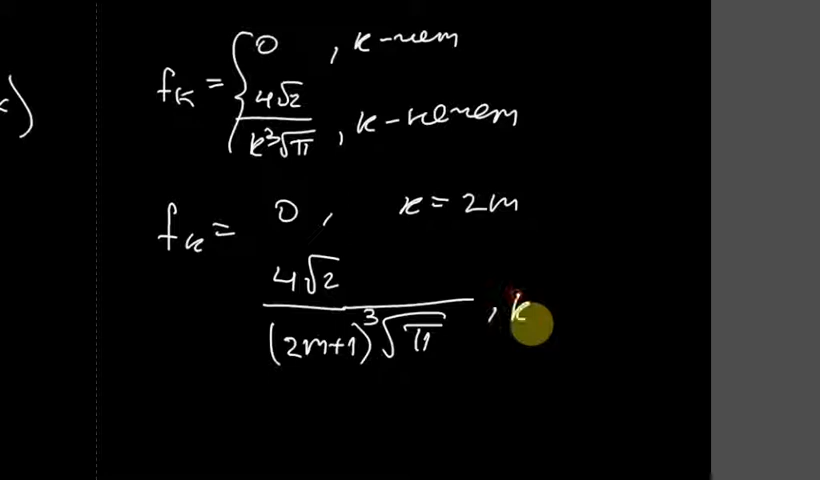 )
f_k = { 0 , k - чет
4√2 / k³√π , k - нечет
f_k = 0 , k = 2m
4√2 / (2m+1)³√π , k